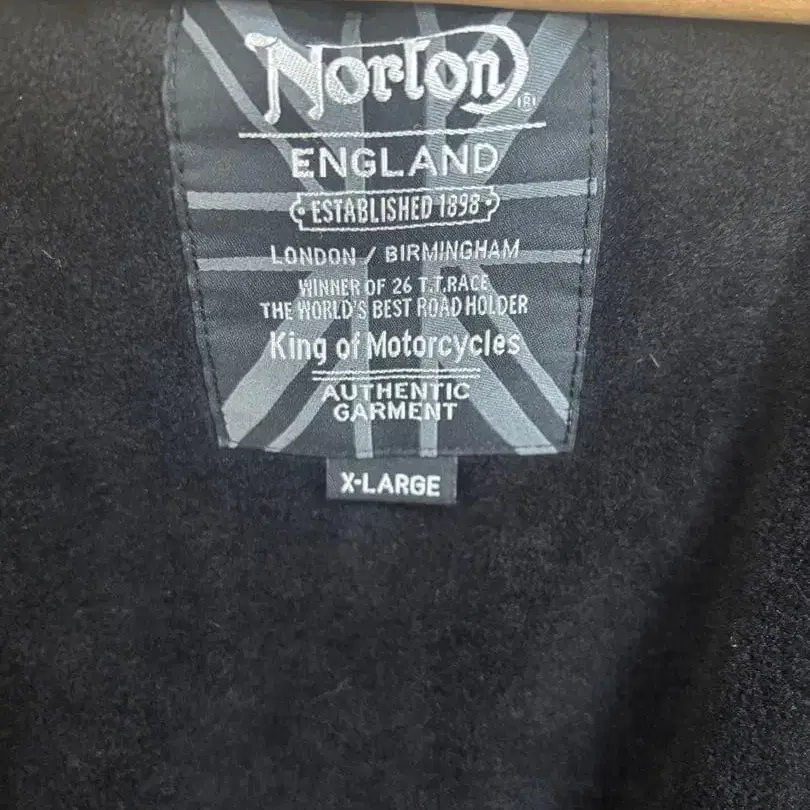 Norton
ENGLAND
ESTABLISHED 1898
LONDON / BIRMINGHAM
WINNER OF 26 T.T.RACE
THE WORLD'S BEST ROAD HOLDER
King of Motorcycles
AUTHENTIC
GARMENT
X-LARGE